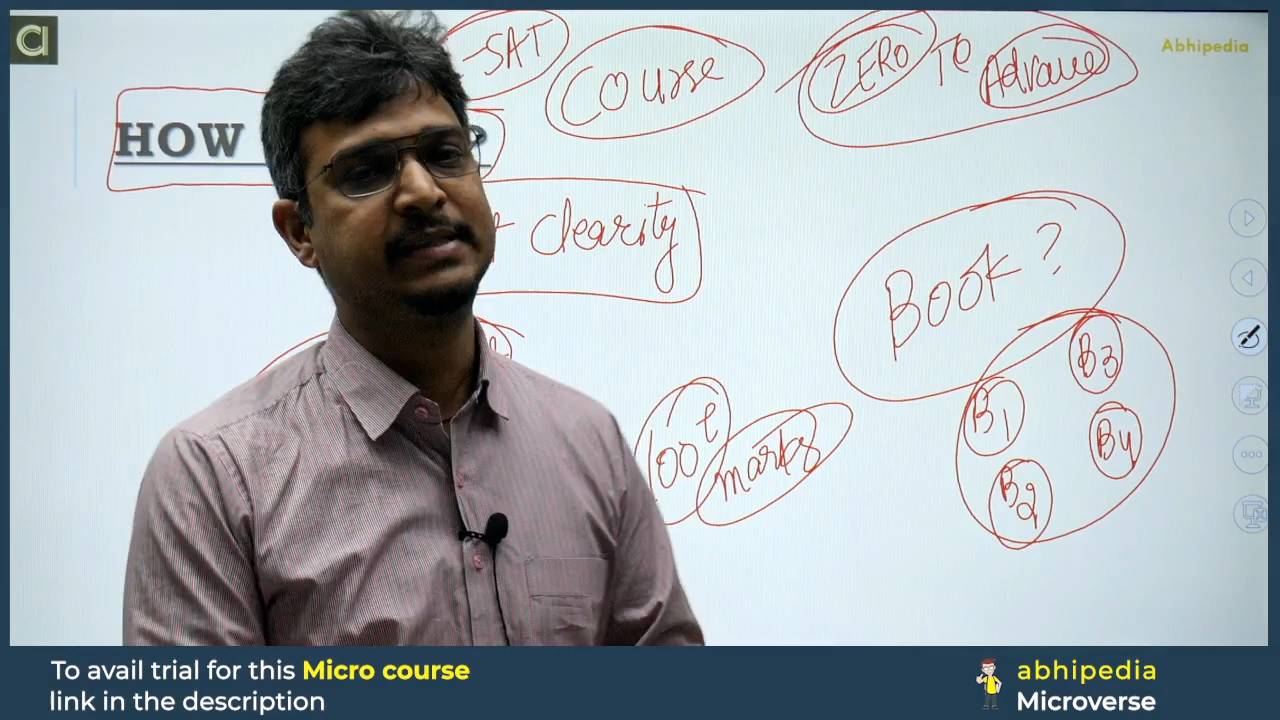 a
Abhipedia
-SAT Course ZERO TO Advance
HOW ?
clearity
Book ?
B3
B1
B4
100+ marks
B2
To avail trial for this Micro course
link in the description
abhipedia
Microverse